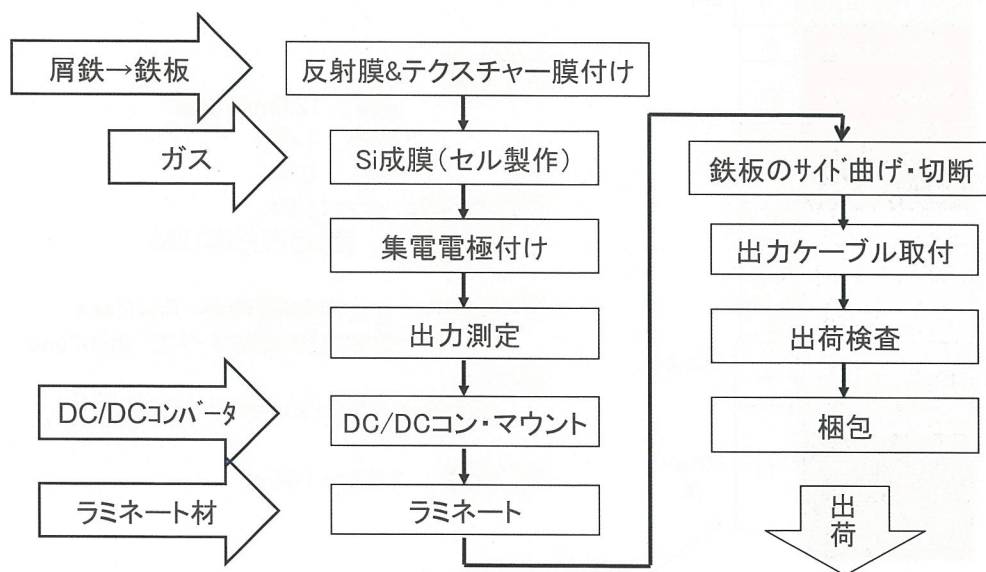 屑鉄→鉄板
反射膜&テクスチャー膜付け
ガス
Si成膜(セル製作)
集電電極付け
出力測定
DC/DCコンバータ
DC/DCコン・マウント
ラミネート材
ラミネート
鉄板のサイド曲げ・切断
出力ケーブル取付
出荷検査
梱包
出荷